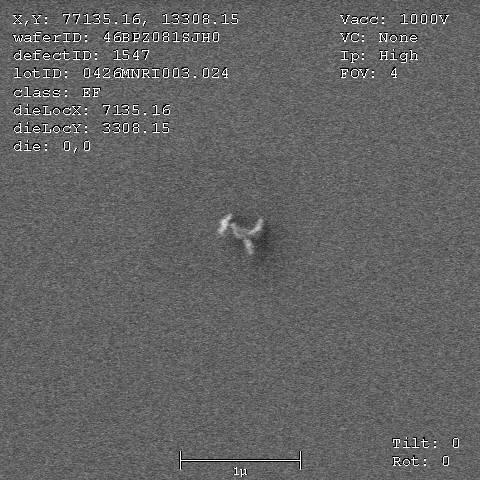 X,Y: 77135.16, 13308.15
waferID: 46BPZ081SJH0
defectID: 1547
lotID: 0426MNRI003.024
class: EF
dieLocX: 7135.16
dieLocY: 3308.15
die: 0,0
Vacc: 1000V
VC: None
Ip: High
FOV: 4
1μ
Tilt: 0
Rot: 0